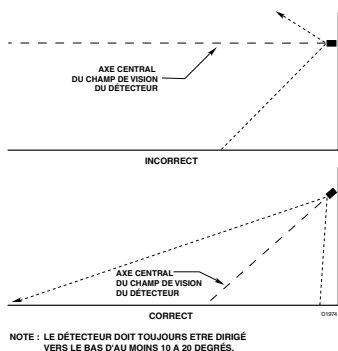 AXE CENTRAL
DU CHAMP DE VISION
DU DÉTECTEUR
INCORRECT
AXE CENTRAL
DU CHAMP DE VISION
DU DÉTECTEUR
CORRECT
D1974
NOTE : LE DÉTECTEUR DOIT TOUJOURS ETRE DIRIGÉ
VERS LE BAS D'AU MOINS 10 A 20 DEGRÉS.